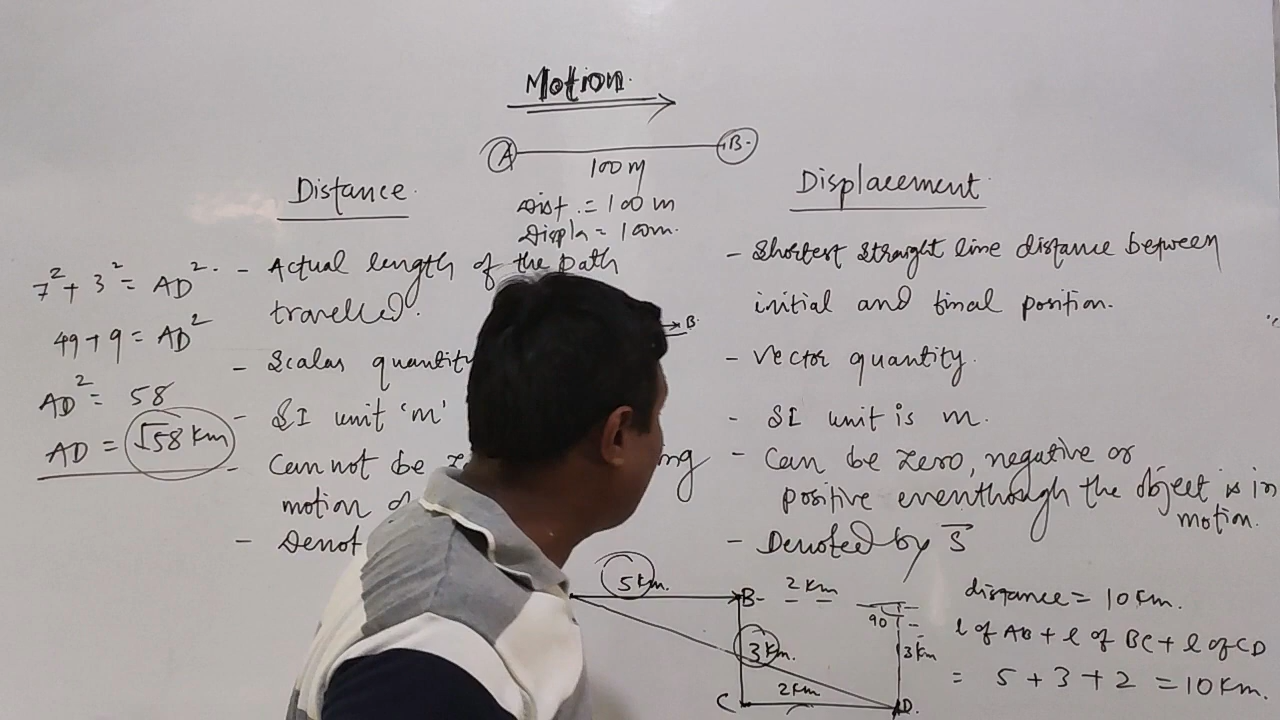 Motion.
A B-
100 m
Dist. = 100 m
Displa = 100m.
7² + 3² = AD²
49 + 9 = AD²
AD² = 58
AD = √58 Km
Distance.
- Actual length of the path
travelled.
- Scalar quantity
- SI unit 'm'
- Cannot be
motion
-
B.
Displacement
- Shortest straight line distance between
initial and final position.
- Vector quantity.
- SI unit is m.
- Can be zero, negative or
positive eventhough the object is in
motion.
- Denoted by S⃗
5 Km. B- 2 Km
90
3 Km. 3 Km
2 Km
C D.
distance = 10 Km.
l of AB + l of BC + l of CD
= 5 + 3 + 2 = 10 Km.